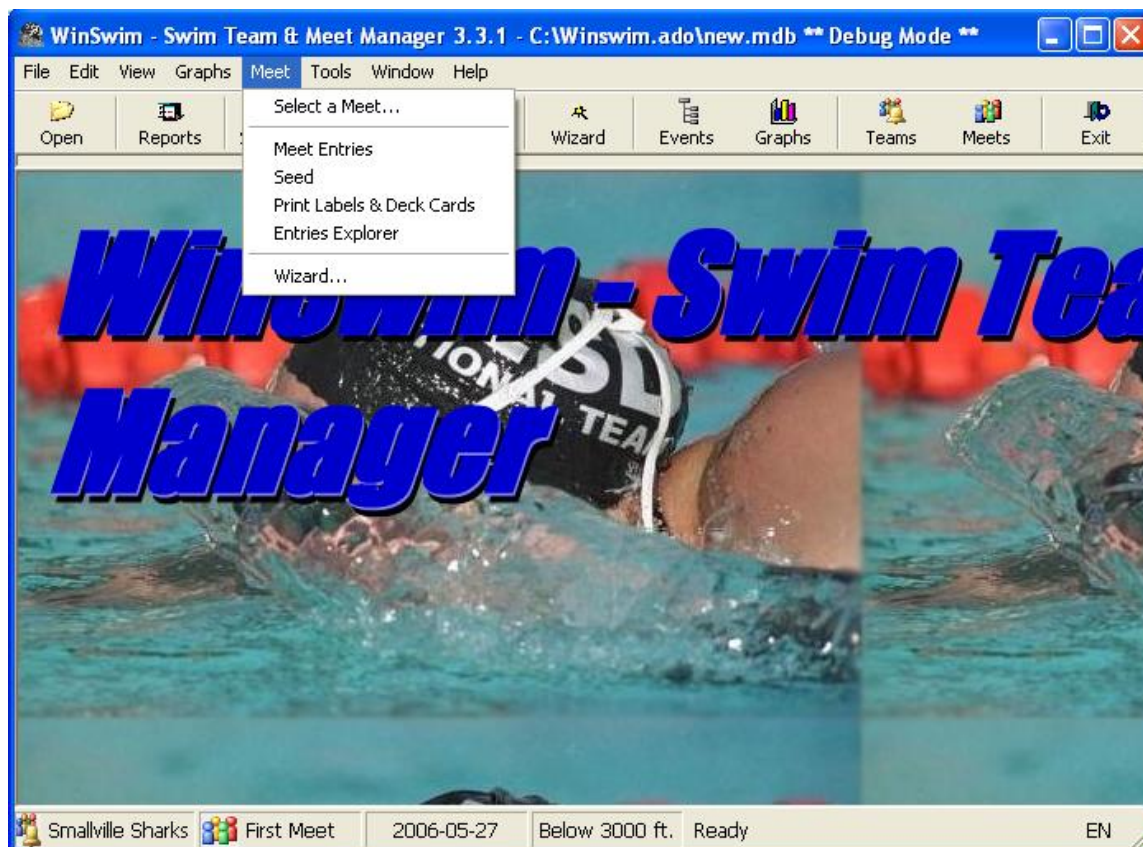 WinSwim - Swim Team & Meet Manager 3.3.1 - C:\Winswim.ado\new.mdb ** Debug Mode **
File Edit View Graphs Meet Tools Window Help
Open Reports Wizard Events Graphs Teams Meets Exit
Select a Meet...
Meet Entries
Seed
Print Labels & Deck Cards
Entries Explorer
Wizard...
WinSwim - Swim Tea
Manager
TIONAL TEAM
Smallville Sharks First Meet 2006-05-27 Below 3000 ft. Ready EN